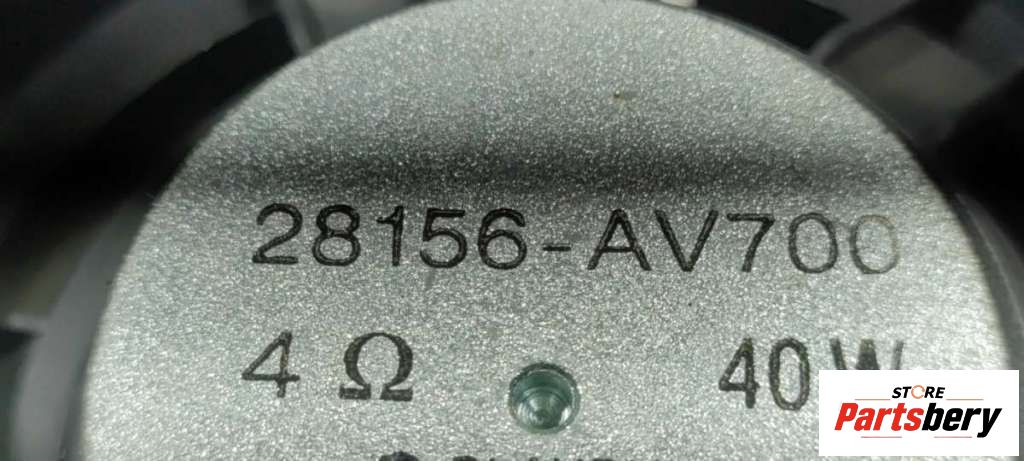 28156-AV700
4 Ω 40W
STORE
Partsbery